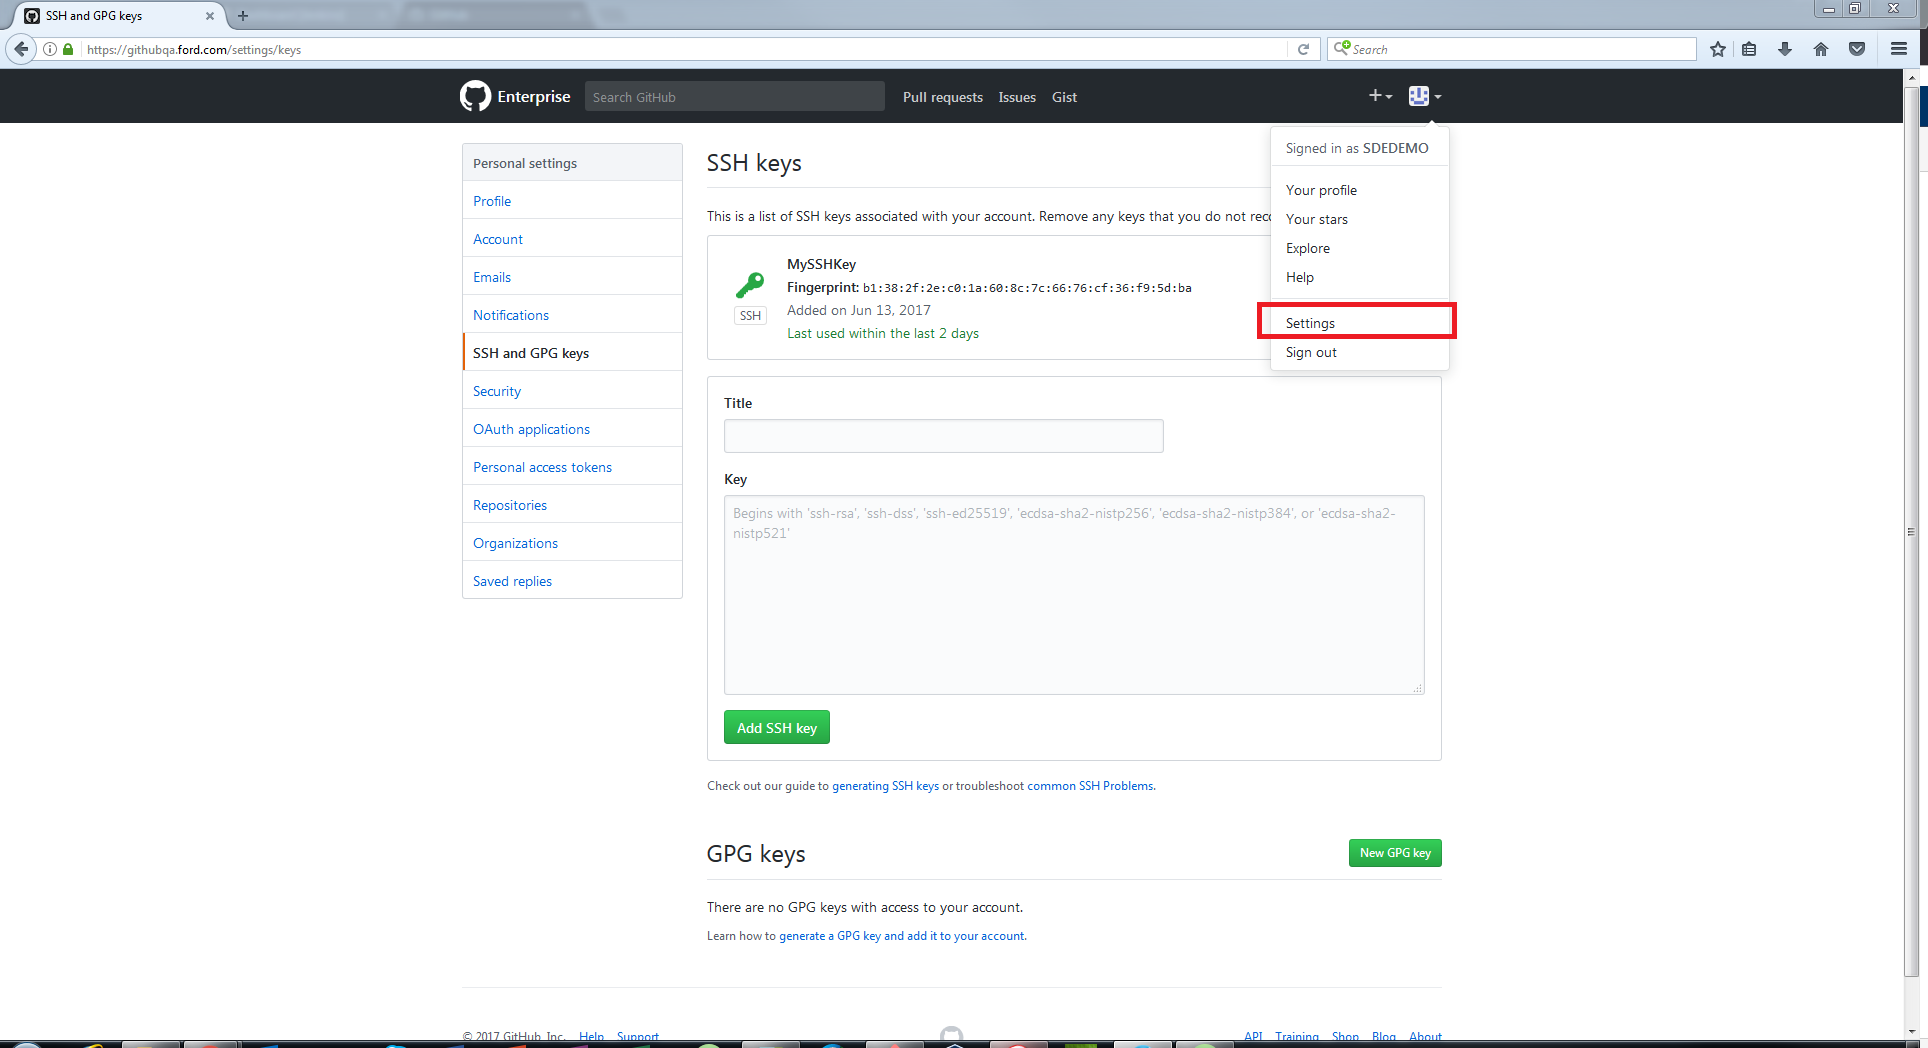 SSH and GPG keys
https://githubqa.ford.com/settings/keys
Search
Enterprise
Search GitHub
Pull requests
Issues
Gist
Signed in as SDEDEMO
Your profile
Your stars
Explore
Help
Settings
Sign out
Personal settings
Profile
Account
Emails
Notifications
SSH and GPG keys
Security
OAuth applications
Personal access tokens
Repositories
Organizations
Saved replies
SSH keys
This is a list of SSH keys associated with your account. Remove any keys that you do not
MySSHKey
Fingerprint: b1:38:2f:2e:c0:1a:60:8c:7c:66:76:cf:36:f9:5d:ba
SSH
Added on Jun 13, 2017
Last used within the last 2 days
Title
Key
Begins with 'ssh-rsa', 'ssh-dss', 'ssh-ed25519', 'ecdsa-sha2-nistp256', 'ecdsa-sha2-nistp384', or 'ecdsa-sha2-
nistp521'
Add SSH key
Check out our guide to generating SSH keys or troubleshoot common SSH Problems.
GPG keys
New GPG key
There are no GPG keys with access to your account.
Learn how to generate a GPG key and add it to your account.
© 2017 GitHub, Inc.
Help
Support
API
Training
Shop
Blog
About